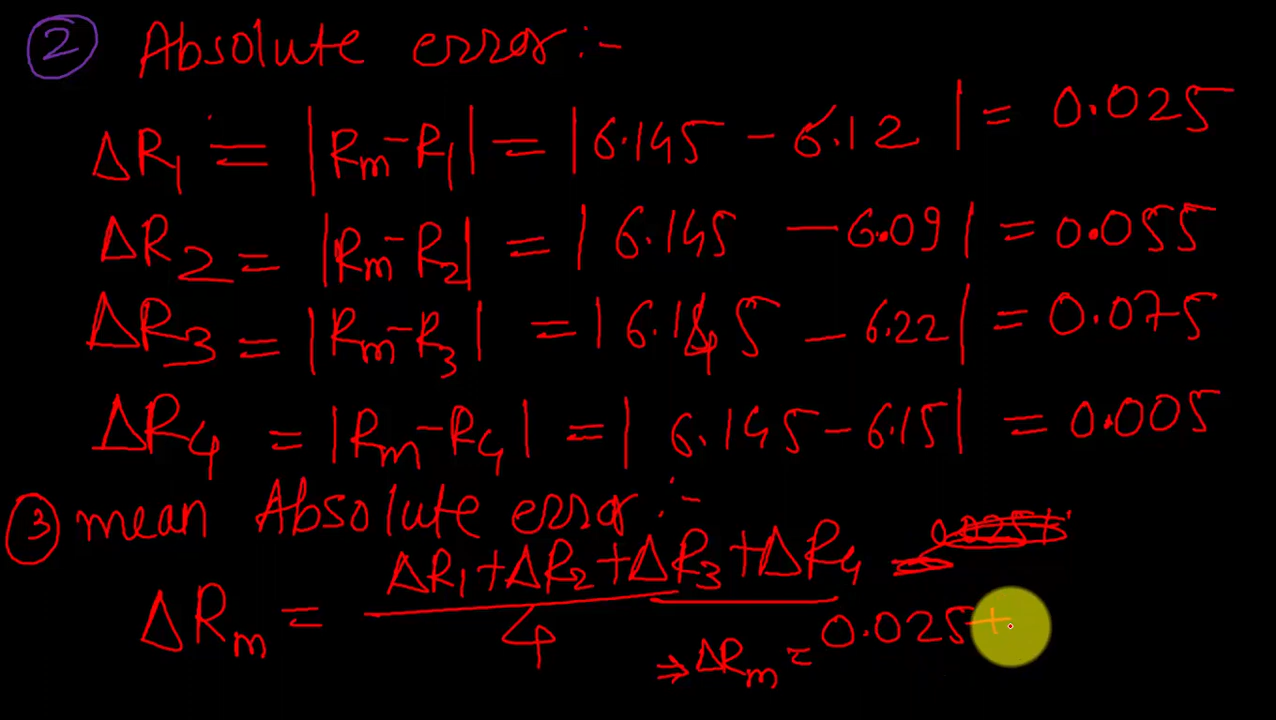 2 Absolute error:-
ΔR1 = |Rm-R1| = |6.145 - 6.12| = 0.025
ΔR2 = |Rm-R2| = |6.145 - 6.09| = 0.055
ΔR3 = |Rm-R3| = |6.145 - 6.22| = 0.075
ΔR4 = |Rm-R4| = |6.145 - 6.15| = 0.005
3 mean Absolute error:-
ΔRm = ΔR1+ΔR2+ΔR3+ΔR4 / 4
⇒ ΔRm = 0.025+